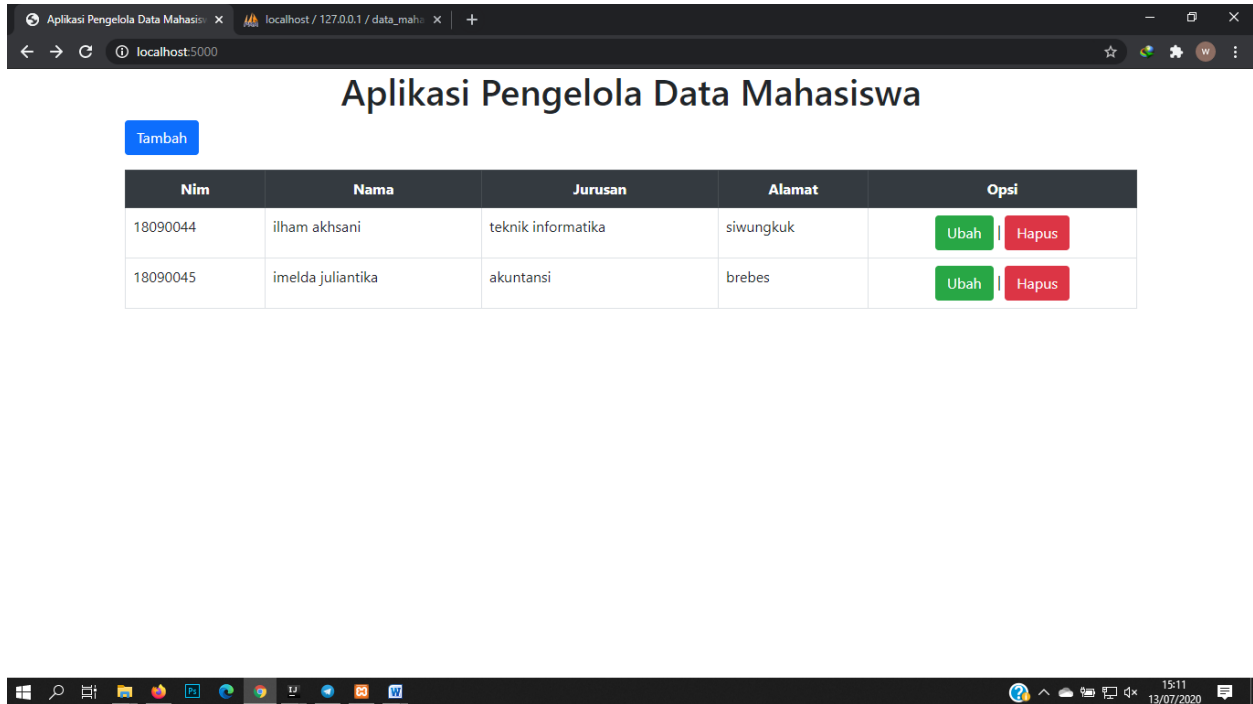 Aplikasi Pengelola Data Mahasisw
localhost / 127.0.0.1 / data_maha
localhost:5000
W
Aplikasi Pengelola Data Mahasiswa
Tambah
Nim Nama Jurusan Alamat Opsi
18090044 ilham akhsani teknik informatika siwungkuk Ubah | Hapus
18090045 imelda juliantika akuntansi brebes Ubah | Hapus
Ps IJ W
15:11
13/07/2020